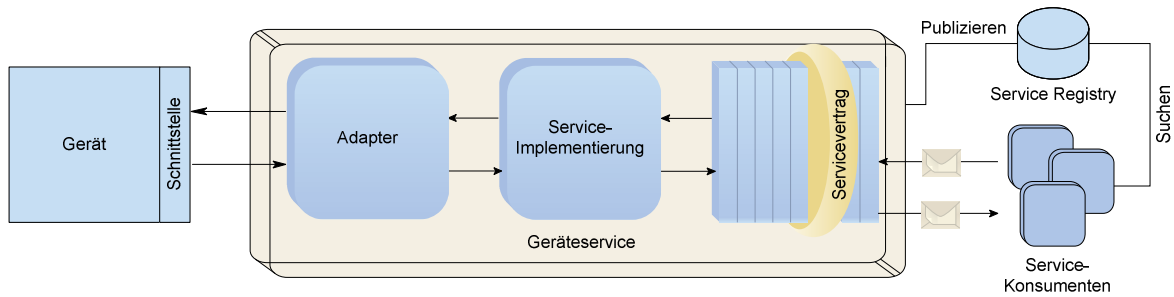 Gerät
Schnittstelle
Adapter
Service-
Implementierung
Servicevertrag
Geräteservice
Publizieren
Service Registry
Suchen
Service-
Konsumenten